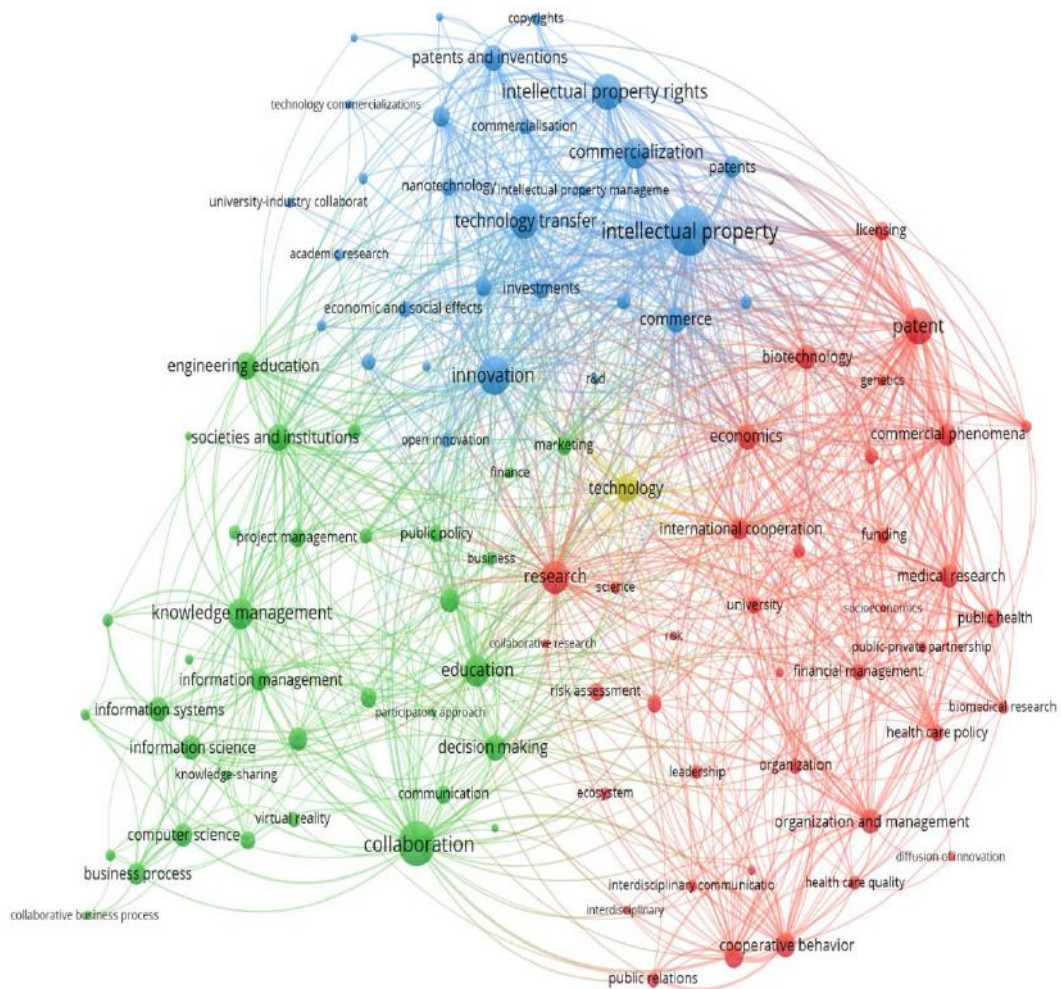 copyrights
patents and inventions
intellectual property rights
technology commercializations
commercialisation
commercialization
patents
nanotechnology
intellectual property manageme
university-industry collaborat
technology transfer
intellectual property
licensing
academic research
investments
economic and social effects
commerce
patent
biotechnology
engineering education
innovation
r&d
genetics
societies and institutions
open innovation
marketing
economics
commercial phenomena
finance
technology
project management
public policy
international cooperation
funding
business
research
science
medical research
knowledge management
university
socioeconomics
public health
collaborative research
risk
public-private partnership
education
information management
risk assessment
financial management
information systems
participatory approach
biomedical research
information science
decision making
health care policy
knowledge-sharing
leadership
organization
communication
ecosystem
virtual reality
organization and management
computer science
collaboration
diffusion of innovation
business process
interdisciplinary communicatio
health care quality
collaborative business process
interdisciplinary
cooperative behavior
public relations